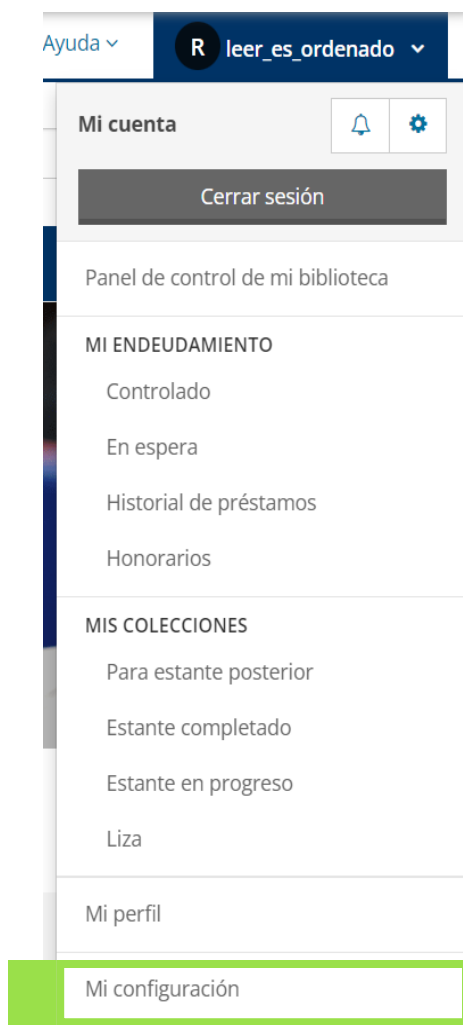 Ayuda
R leer_es_ordenado
Mi cuenta
Cerrar sesión
Panel de control de mi biblioteca
MI ENDEUDAMIENTO
Controlado
En espera
Historial de préstamos
Honorarios
MIS COLECCIONES
Para estante posterior
Estante completado
Estante en progreso
Liza
Mi perfil
Mi configuración